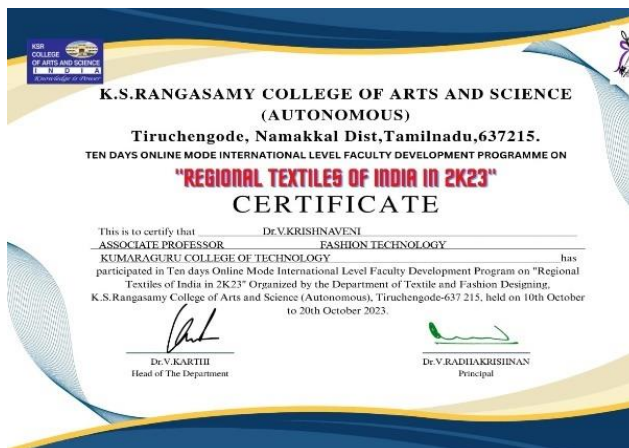 KSR
COLLEGE
OF ARTS AND SCIENCE
INDIA
Knowledge is Power
K.S.RANGASAMY COLLEGE OF ARTS AND SCIENCE
(AUTONOMOUS)
Tiruchengode, Namakkal Dist,Tamilnadu,637215.
TEN DAYS ONLINE MODE INTERNATIONAL LEVEL FACULTY DEVELOPMENT PROGRAMME ON
"REGIONAL TEXTILES OF INDIA IN 2K23"
CERTIFICATE
This is to certify that Dr.V.KRISHNAVENI
ASSOCIATE PROFESSOR FASHION TECHNOLOGY
KUMARAGURU COLLEGE OF TECHNOLOGY has
participated in Ten days Online Mode International Level Faculty Development Program on "Regional
Textiles of India in 2K23" Organized by the Department of Textile and Fashion Designing,
K.S.Rangasamy College of Arts and Science (Autonomous), Tiruchengode-637 215, held on 10th October
to 20th October 2023.
Dr.V.KARTHI
Head of The Department
Dr.V.RADHAKRISHNAN
Principal